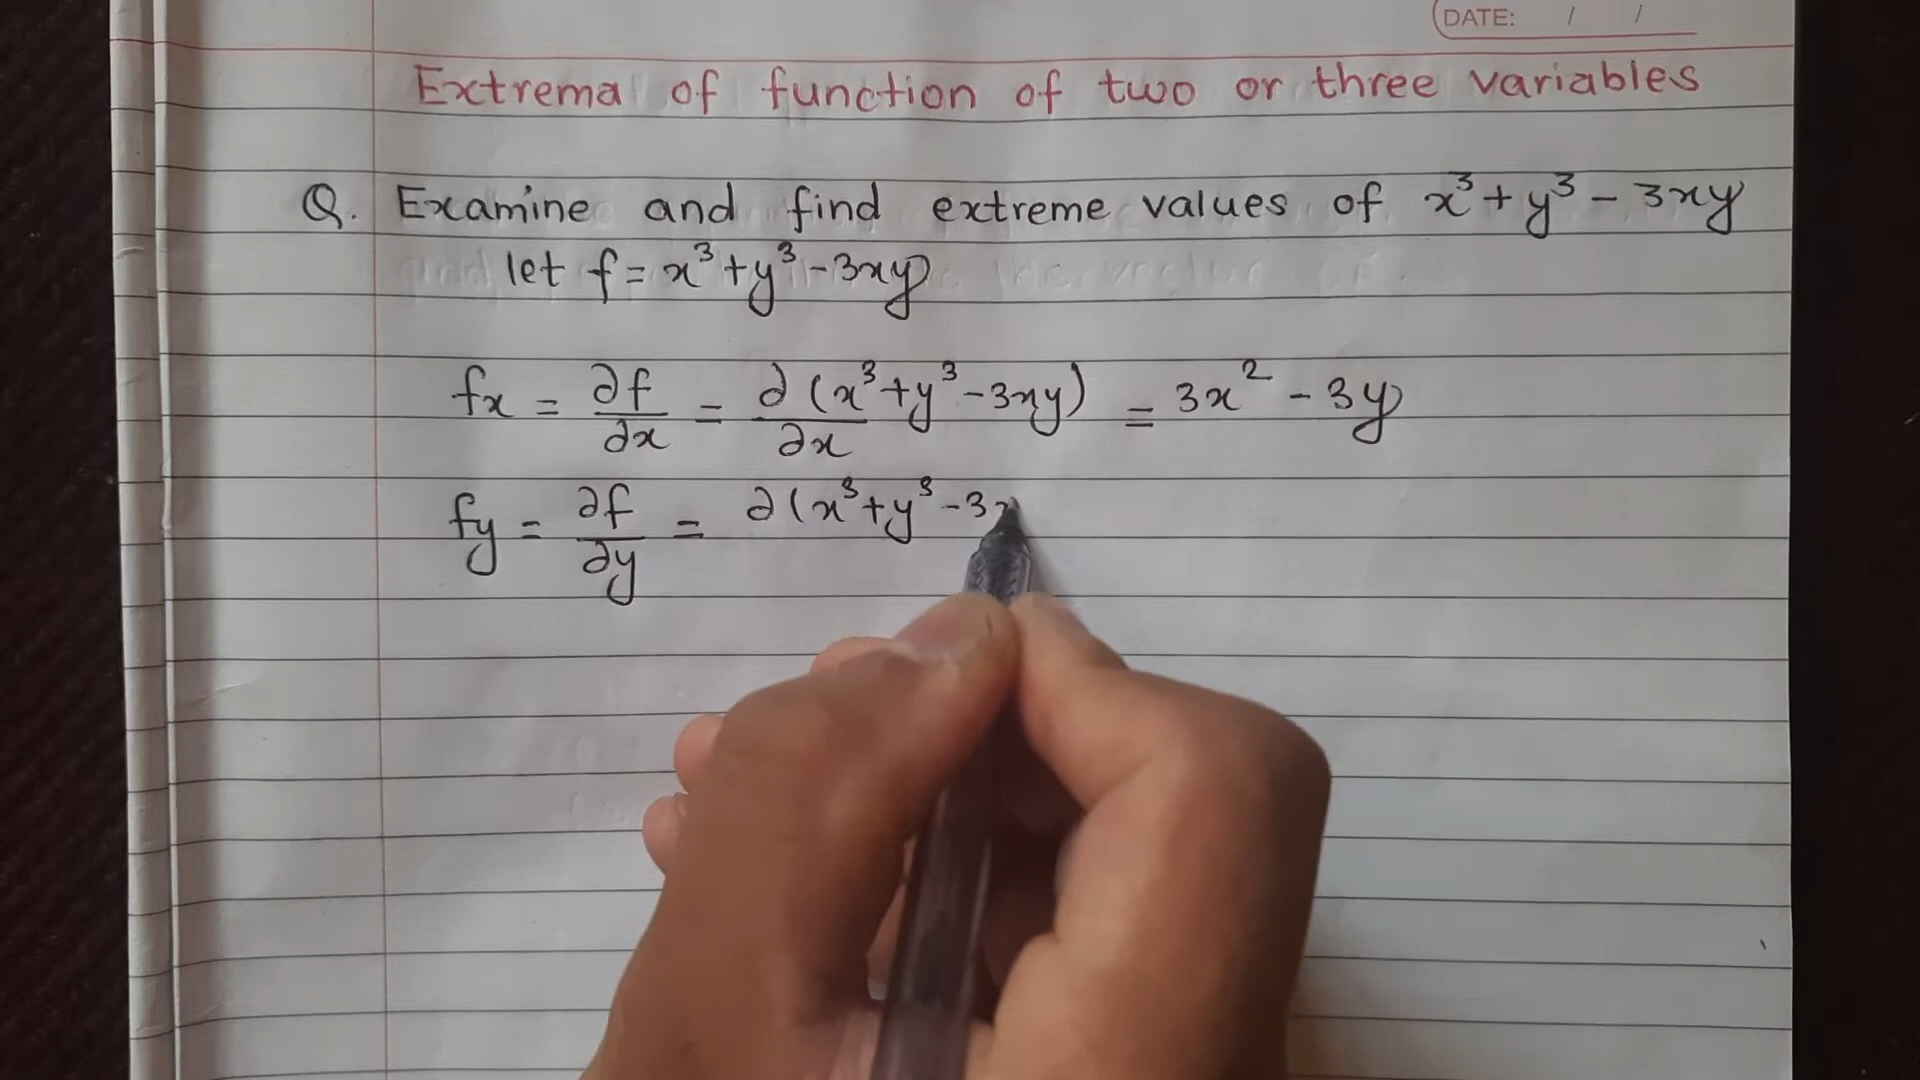 DATE: / /
Extrema of function of two or three variables
Q. Examine and find extreme values of x³+y³-3xy
let f = x³+y³-3xy
fx = ∂f/∂x = ∂(x³+y³-3xy)/∂x = 3x²-3y
fy = ∂f/∂y = ∂(x³+y³-3x